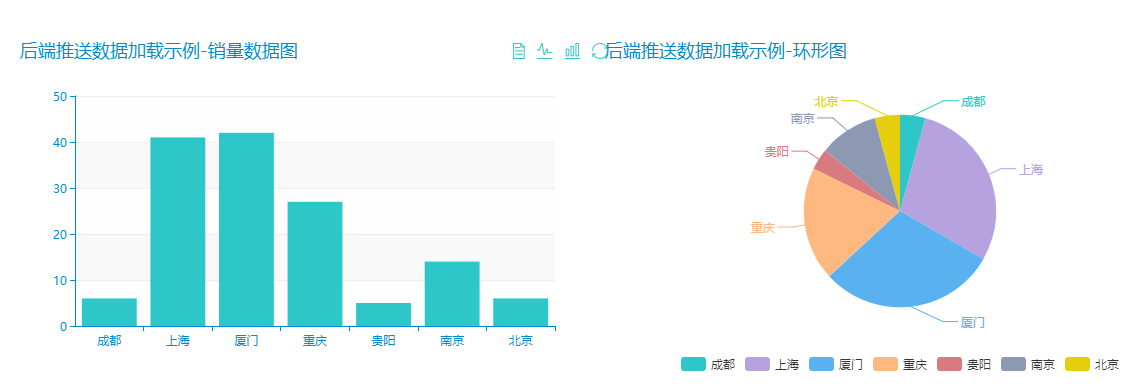 后端推送数据加载示例-销量数据图
50
40
30
20
10
0
成都 上海 厦门 重庆 贵阳 南京 北京
后端推送数据加载示例-环形图
北京
成都
南京
贵阳
上海
重庆
厦门
成都 上海 厦门 重庆 贵阳 南京 北京